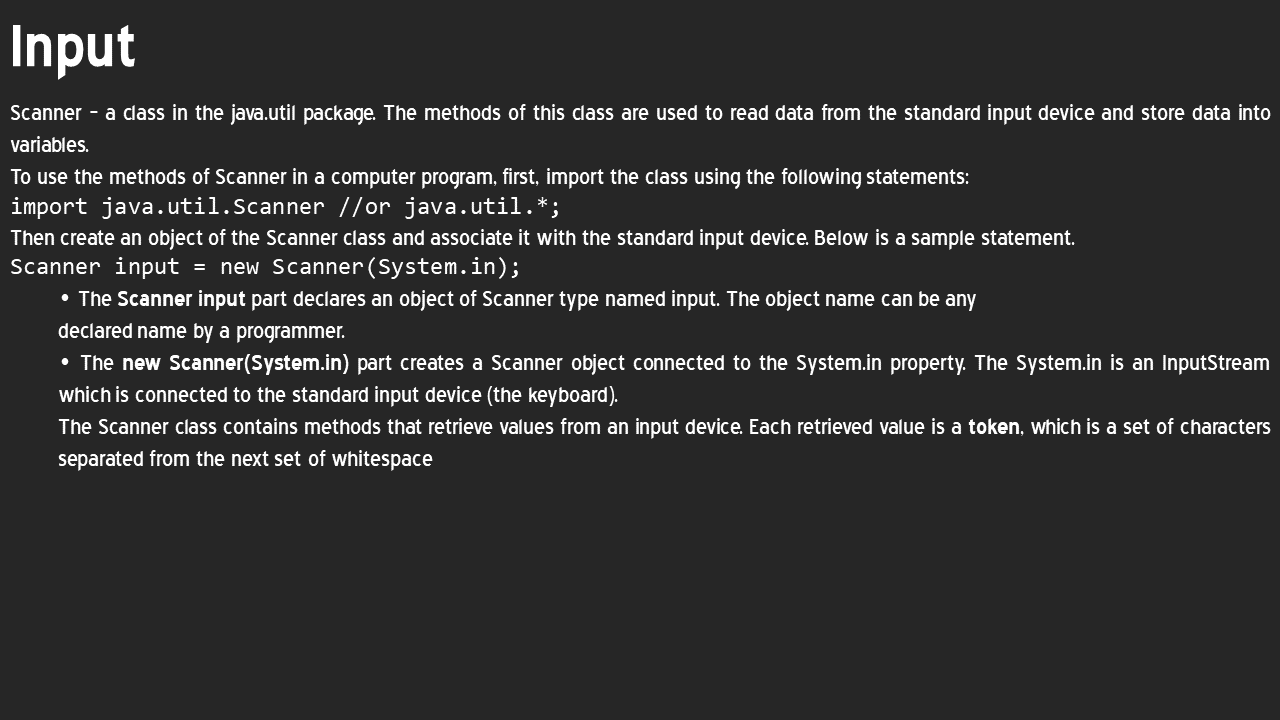 Input
Scanner – a class in the java.util package. The methods of this class are used to read data from the standard input device and store data into
variables.
To use the methods of Scanner in a computer program, first, import the class using the following statements:
import java.util.Scanner //or java.util.*;
Then create an object of the Scanner class and associate it with the standard input device. Below is a sample statement.
Scanner input = new Scanner(System.in);
• The Scanner input part declares an object of Scanner type named input. The object name can be any
declared name by a programmer.
• The new Scanner(System.in) part creates a Scanner object connected to the System.in property. The System.in is an InputStream
which is connected to the standard input device (the keyboard).
The Scanner class contains methods that retrieve values from an input device. Each retrieved value is a token, which is a set of characters
separated from the next set of whitespace